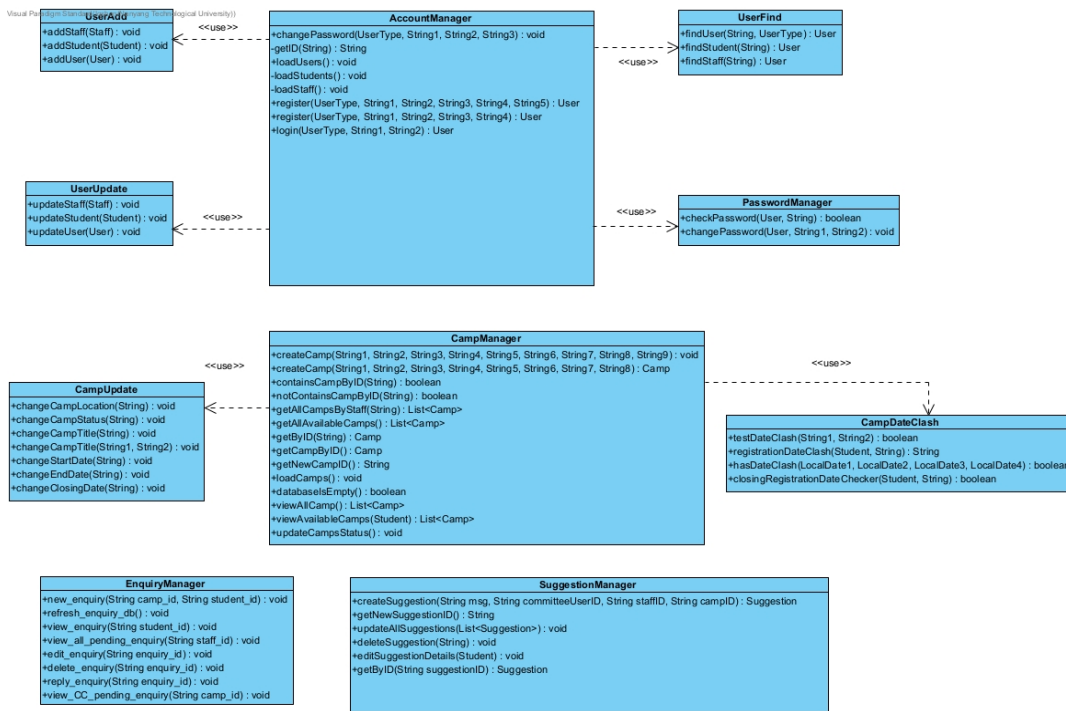 Visual Paradigm Standard(Nanyang Technological University))
UserAdd
+addStaff(Staff) : void
+addStudent(Student) : void
+addUser(User) : void
<<use>>
AccountManager
+changePassword(UserType, String1, String2, String3) : void
-getID(String) : String
+loadUsers() : void
-loadStudents() : void
-loadStaff() : void
+register(UserType, String1, String2, String3, String4, String5) : User
+register(UserType, String1, String2, String3, String4) : User
+login(UserType, String1, String2) : User
UserFind
+findUser(String, UserType) : User
+findStudent(String) : User
+findStaff(String) : User
<<use>>
UserUpdate
+updateStaff(Staff) : void
+updateStudent(Student) : void
+updateUser(User) : void
<<use>>
<<use>>
PasswordManager
+checkPassword(User, String) : boolean
+changePassword(User, String1, String2) : void
CampManager
+createCamp(String1, String2, String3, String4, String5, String6, String7, String8, String9) : void
+createCamp(String1, String2, String3, String4, String5, String6, String7, String8) : Camp
+containsCampByID(String) : boolean
+notContainsCampByID(String) : boolean
+getAllCampsByStaff(String) : List<Camp>
+getAllAvailableCamps() : List<Camp>
+getByID(String) : Camp
+getCampByID() : Camp
+getNewCampID() : String
+loadCamps() : void
+databaseIsEmpty() : boolean
+viewAllCamp() : List<Camp>
+viewAvailableCamps(Student) : List<Camp>
+updateCampsStatus() : void
<<use>>
<<use>>
CampUpdate
+changeCampLocation(String) : void
+changeCampStatus(String) : void
+changeCampTitle(String) : void
+changeCampTitle(String1, String2) : void
+changeStartDate(String) : void
+changeEndDate(String) : void
+changeClosingDate(String) : void
CampDateClash
+testDateClash(String1, String2) : boolean
+registrationDateClash(Student, String) : String
+hasDateClash(LocalDate1, LocalDate2, LocalDate3, LocalDate4) : boolean
+closingRegistrationDateChecker(Student, String) : boolean
EnquiryManager
+new_enquiry(String camp_id, String student_id) : void
+refresh_enquiry_db() : void
+view_enquiry(String student_id) : void
+view_all_pending_enquiry(String staff_id) : void
+edit_enquiry(String enquiry_id) : void
+delete_enquiry(String enquiry_id) : void
+reply_enquiry(String enquiry_id) : void
+view_CC_pending_enquiry(String camp_id) : void
SuggestionManager
+createSuggestion(String msg, String committeeUserID, String staffID, String campID) : Suggestion
+getNewSuggestionID() : String
+updateAllSuggestions(List<Suggestion>) : void
+deleteSuggestion(String) : void
+editSuggestionDetails(Student) : void
+getByID(String suggestionID) : Suggestion